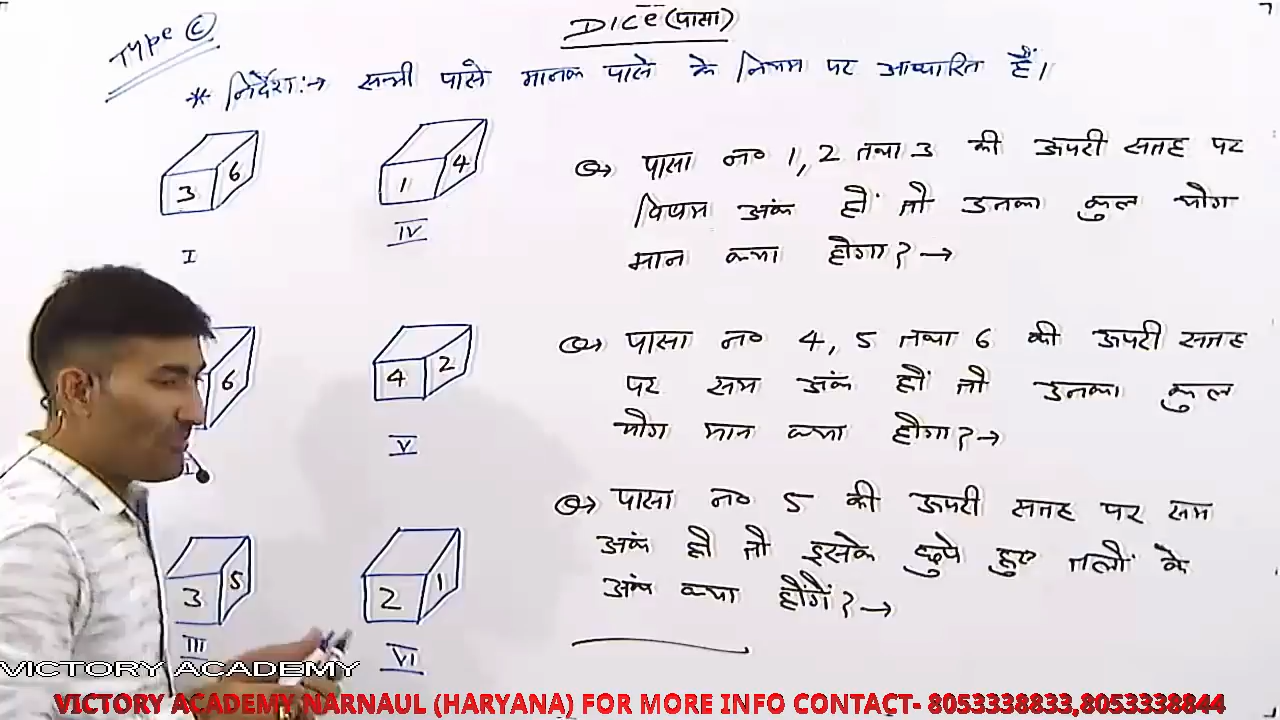 Type ©
DICE (पासा)
* निर्देश:→ सभी पासे मानक पासे के नियम पर आधारित हैं।
3 6
I
1 4
IV
Q→ पासा न० 1, 2 तथा 3 की ऊपरी सतह पर
विषम अंक हों तो उनका कुल योग
मान क्या होगा? →
6
4 2
V
Q→ पासा न० 4, 5 तथा 6 की ऊपरी सतह
पर सम अंक हों तो उनका कुल
योग मान क्या होगा? →
3 5
III
2 1
VI
Q→ पासा न० 5 की ऊपरी सतह पर सम
अंक हो तो इसके छुपे हुए तलों के
अंक क्या होंगें? →
VICTORY ACADEMY
VICTORY ACADEMY NARNAUL (HARYANA) FOR MORE INFO CONTACT- 8053338833,8053338844